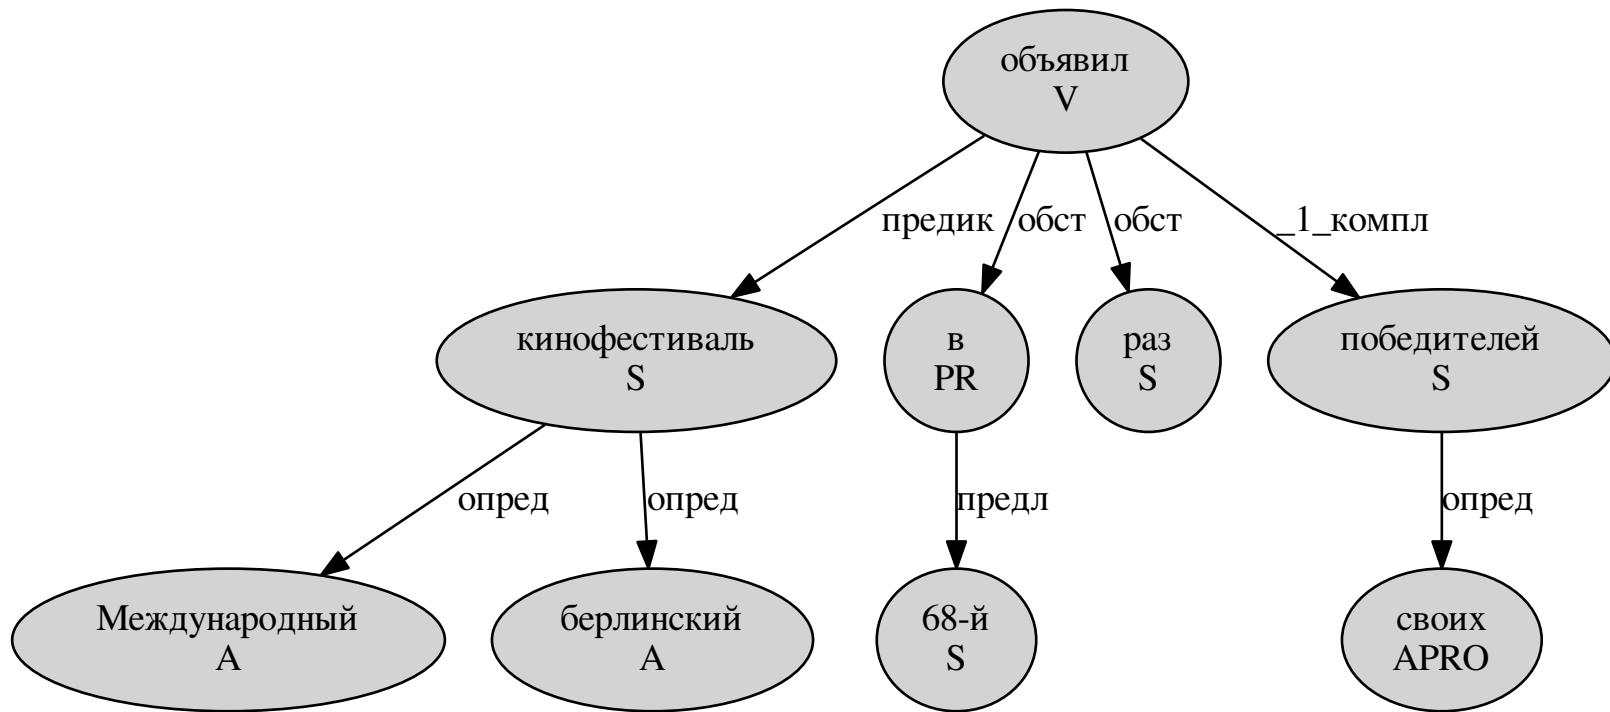 объявил
V
предик
обст
обст
_1_компл
кинофестиваль
S
в
PR
раз
S
победителей
S
опред
опред
предл
опред
Международный
A
берлинский
A
68-й
S
своих
APRO